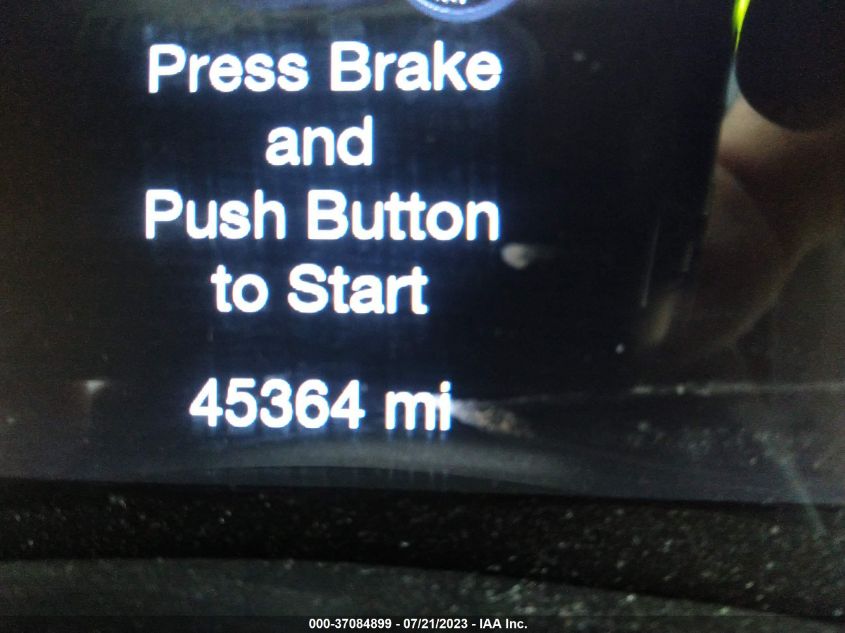 Press Brake
and
Push Button
to Start
45364 mi
000-37084899 - 07/21/2023 - IAA Inc.